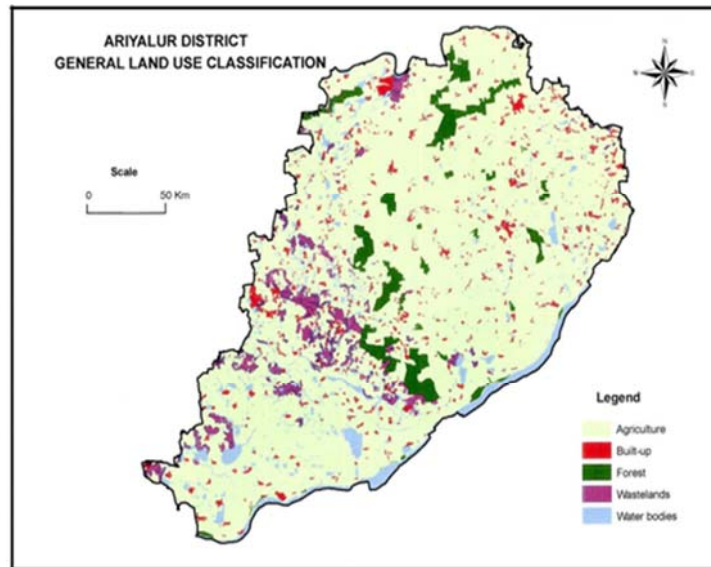 ARIYALUR DISTRICT
GENERAL LAND USE CLASSIFICATION
N
W
E
S
Scale
0 50 Km
Legend
Agriculture
Built-up
Forest
Wastelands
Water bodies